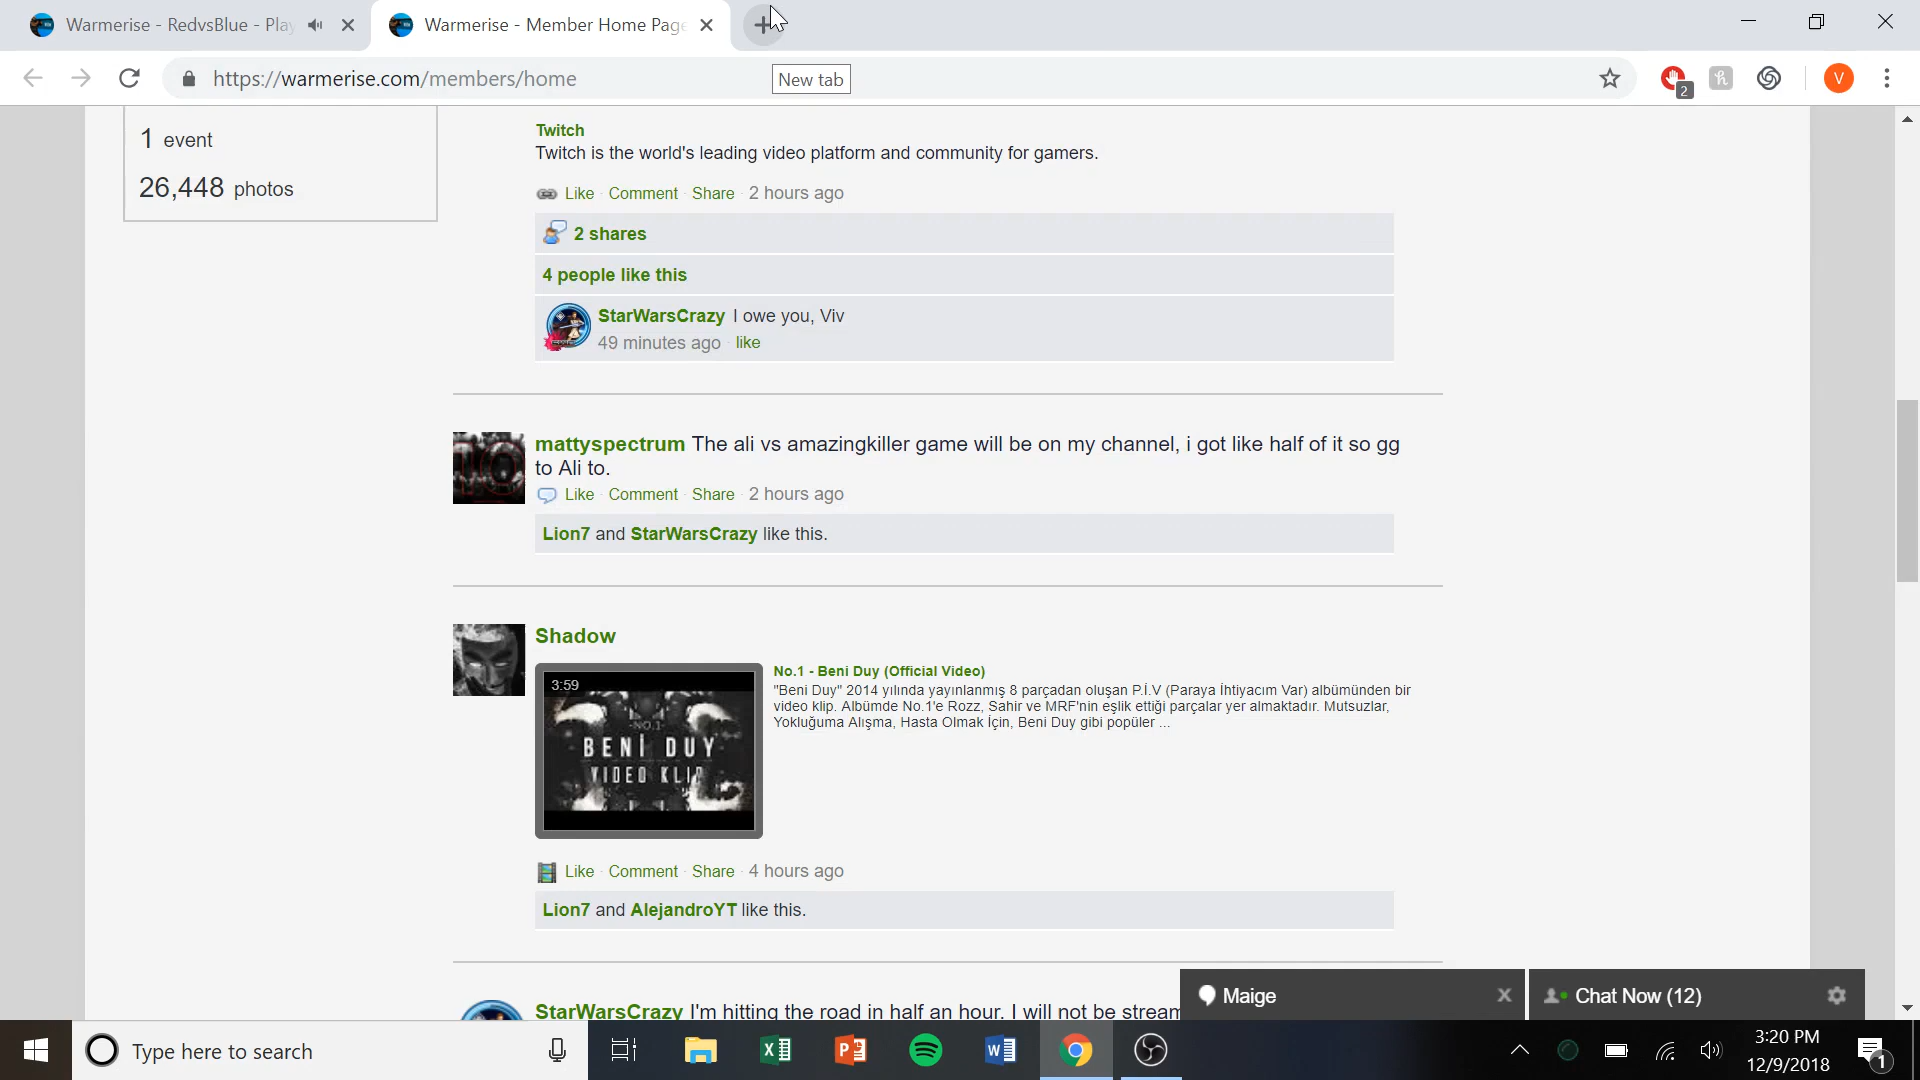 Warmerise - RedvsBlue - Play
Warmerise - Member Home Page
https://warmerise.com/members/home
New tab
2
h
V
1 event
26,448 photos
Twitch
Twitch is the world's leading video platform and community for gamers.
Like · Comment · Share · 2 hours ago
2 shares
4 people like this
StarWarsCrazy I owe you, Viv
49 minutes ago · like
mattyspectrum The ali vs amazingkiller game will be on my channel, i got like half of it so gg
to Ali to.
Like · Comment · Share · 2 hours ago
Lion7 and StarWarsCrazy like this.
Shadow
3:59
-NO.1-
BENİ DUY
VIDEO KLIP
No.1 - Beni Duy (Official Video)
"Beni Duy" 2014 yılında yayınlanmış 8 parçadan oluşan P.İ.V (Paraya İhtiyacım Var) albümünden bir
video klip. Albümde No.1'e Rozz, Sahir ve MRF'nin eşlik ettiği parçalar yer almaktadır. Mutsuzlar,
Yokluğuma Alışma, Hasta Olmak İçin, Beni Duy gibi popüler ...
Like · Comment · Share · 4 hours ago
Lion7 and AlejandroYT like this.
StarWarsCrazy I'm hitting the road in half an hour. I will not be stream
Maige
Chat Now (12)
Type here to search
3:20 PM
12/9/2018
1